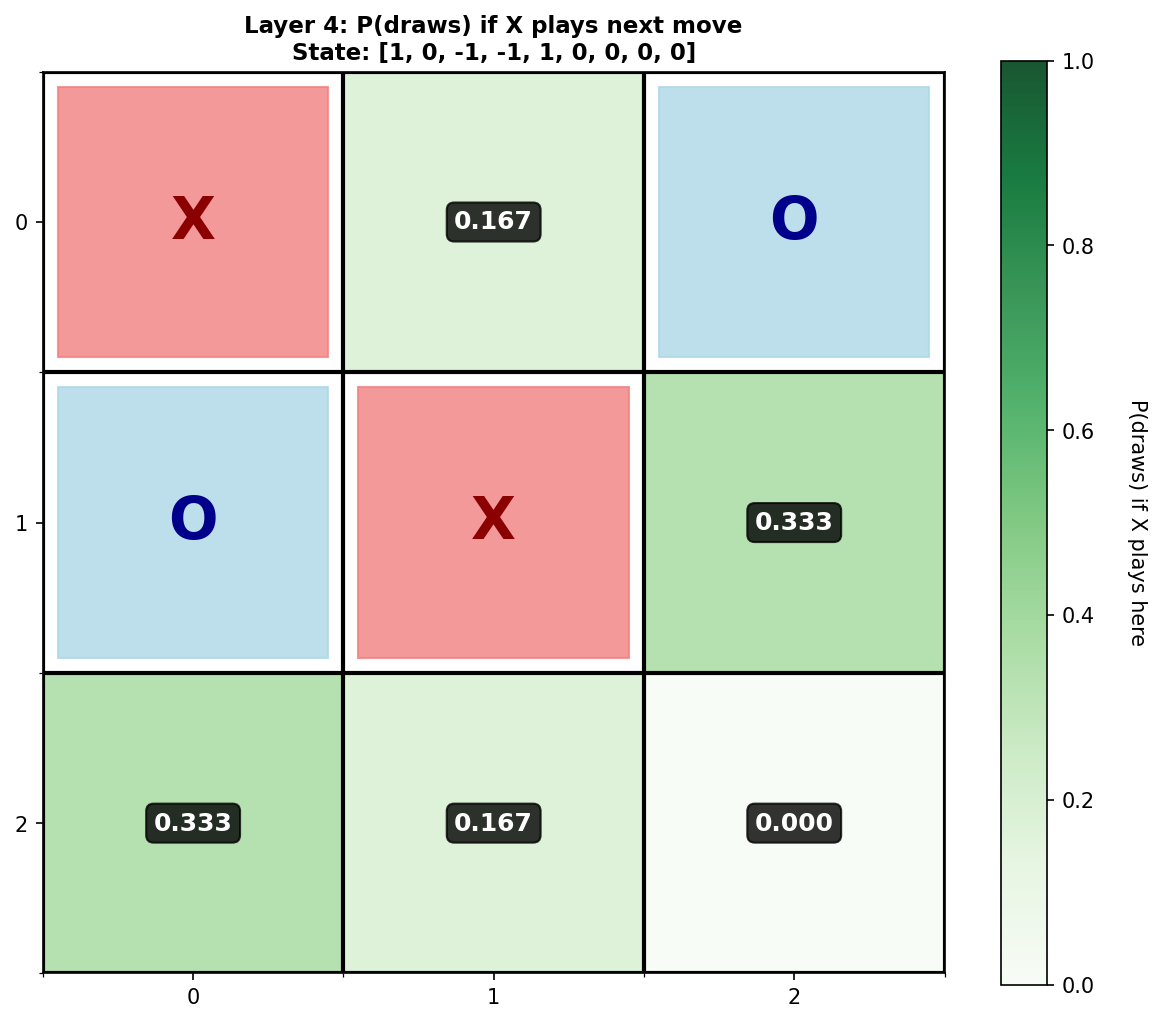 Layer 4: P(draws) if X plays next move
State: [1, 0, -1, -1, 1, 0, 0, 0, 0]
X
0.167
O
O
X
0.333
0.333
0.167
0.000
0
1
2
0
1
2
1.0
0.8
0.6
0.4
0.2
0.0
P(draws) if X plays here